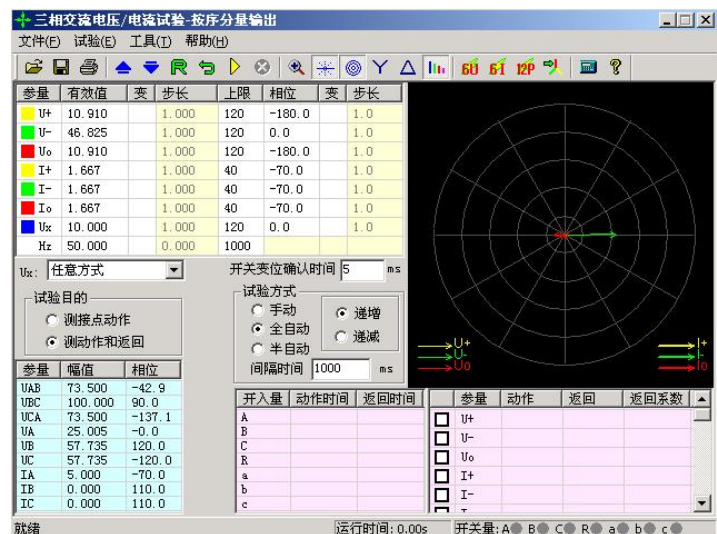 三相交流电压/电流试验-按序分量输出
文件(F) 试验(E) 工具(T) 帮助(H)
6U 6I 12P
参量 有效值 变 步长 上限 相位 变 步长
U+ 10.910 1.000 120 -180.0 1.0
U- 46.825 1.000 120 0.0 1.0
Uo 10.910 1.000 120 -180.0 1.0
I+ 1.667 1.000 40 -70.0 1.0
I- 1.667 1.000 40 -70.0 1.0
Io 1.667 1.000 40 -70.0 1.0
Ux 10.000 1.000 120 0.0 1.0
Hz 50.000 0.000 1000
Ux: 任意方式
开关变位确认时间 5 ms
试验目的
测接点动作
测动作和返回
试验方式
手动
全自动
半自动
递增
递减
间隔时间 1000 ms
U+
U-
Uo
I+
I-
Io
参量 幅值 相位
UAB 73.500 -42.9
UBC 100.000 90.0
UCA 73.500 -137.1
UA 25.005 -0.0
UB 57.735 120.0
UC 57.735 -120.0
IA 5.000 -70.0
IB 0.000 110.0
IC 0.000 110.0
开入量 动作时间 返回时间
A
B
C
R
a
b
c
参量 动作 返回 返回系数
U+
U-
Uo
I+
I-
就绪
运行时间: 0.00s
开关量: A B C R a b c